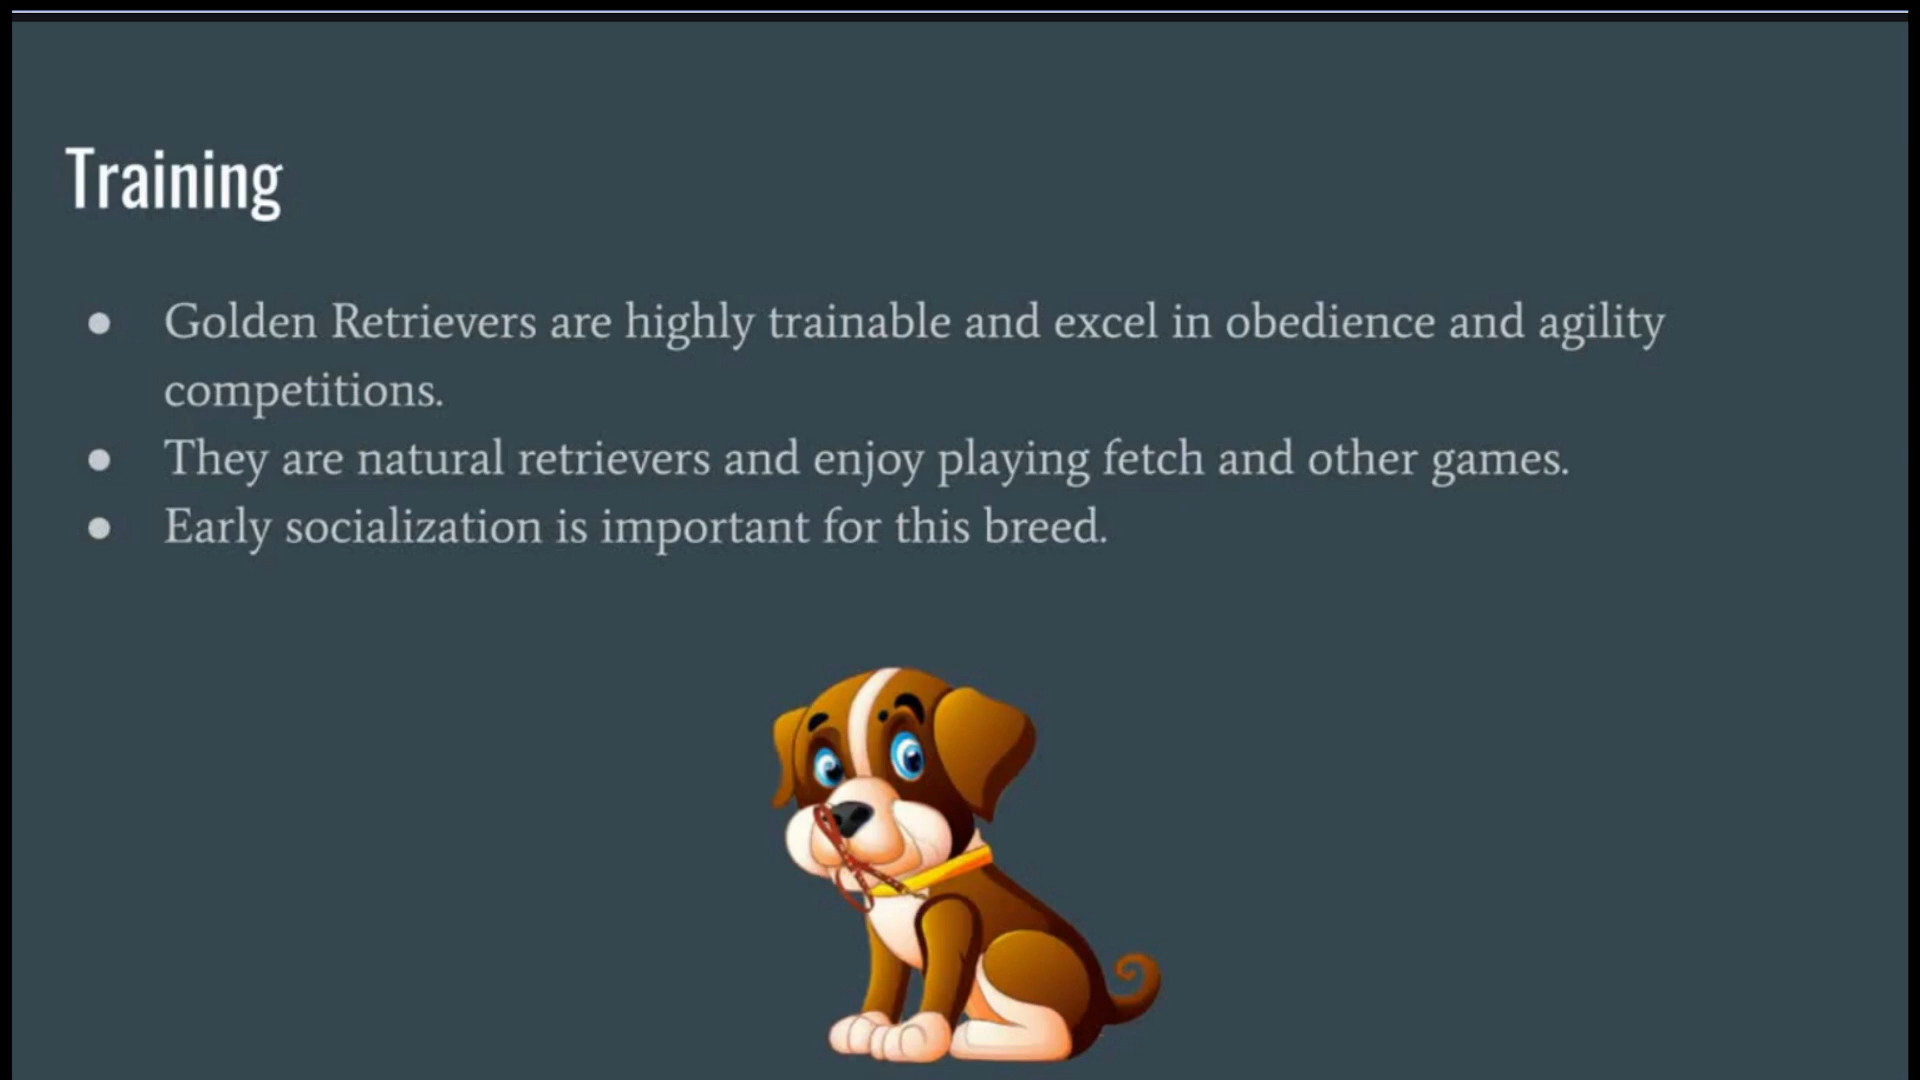 Training
● Golden Retrievers are highly trainable and excel in obedience and agility
competitions.
● They are natural retrievers and enjoy playing fetch and other games.
● Early socialization is important for this breed.